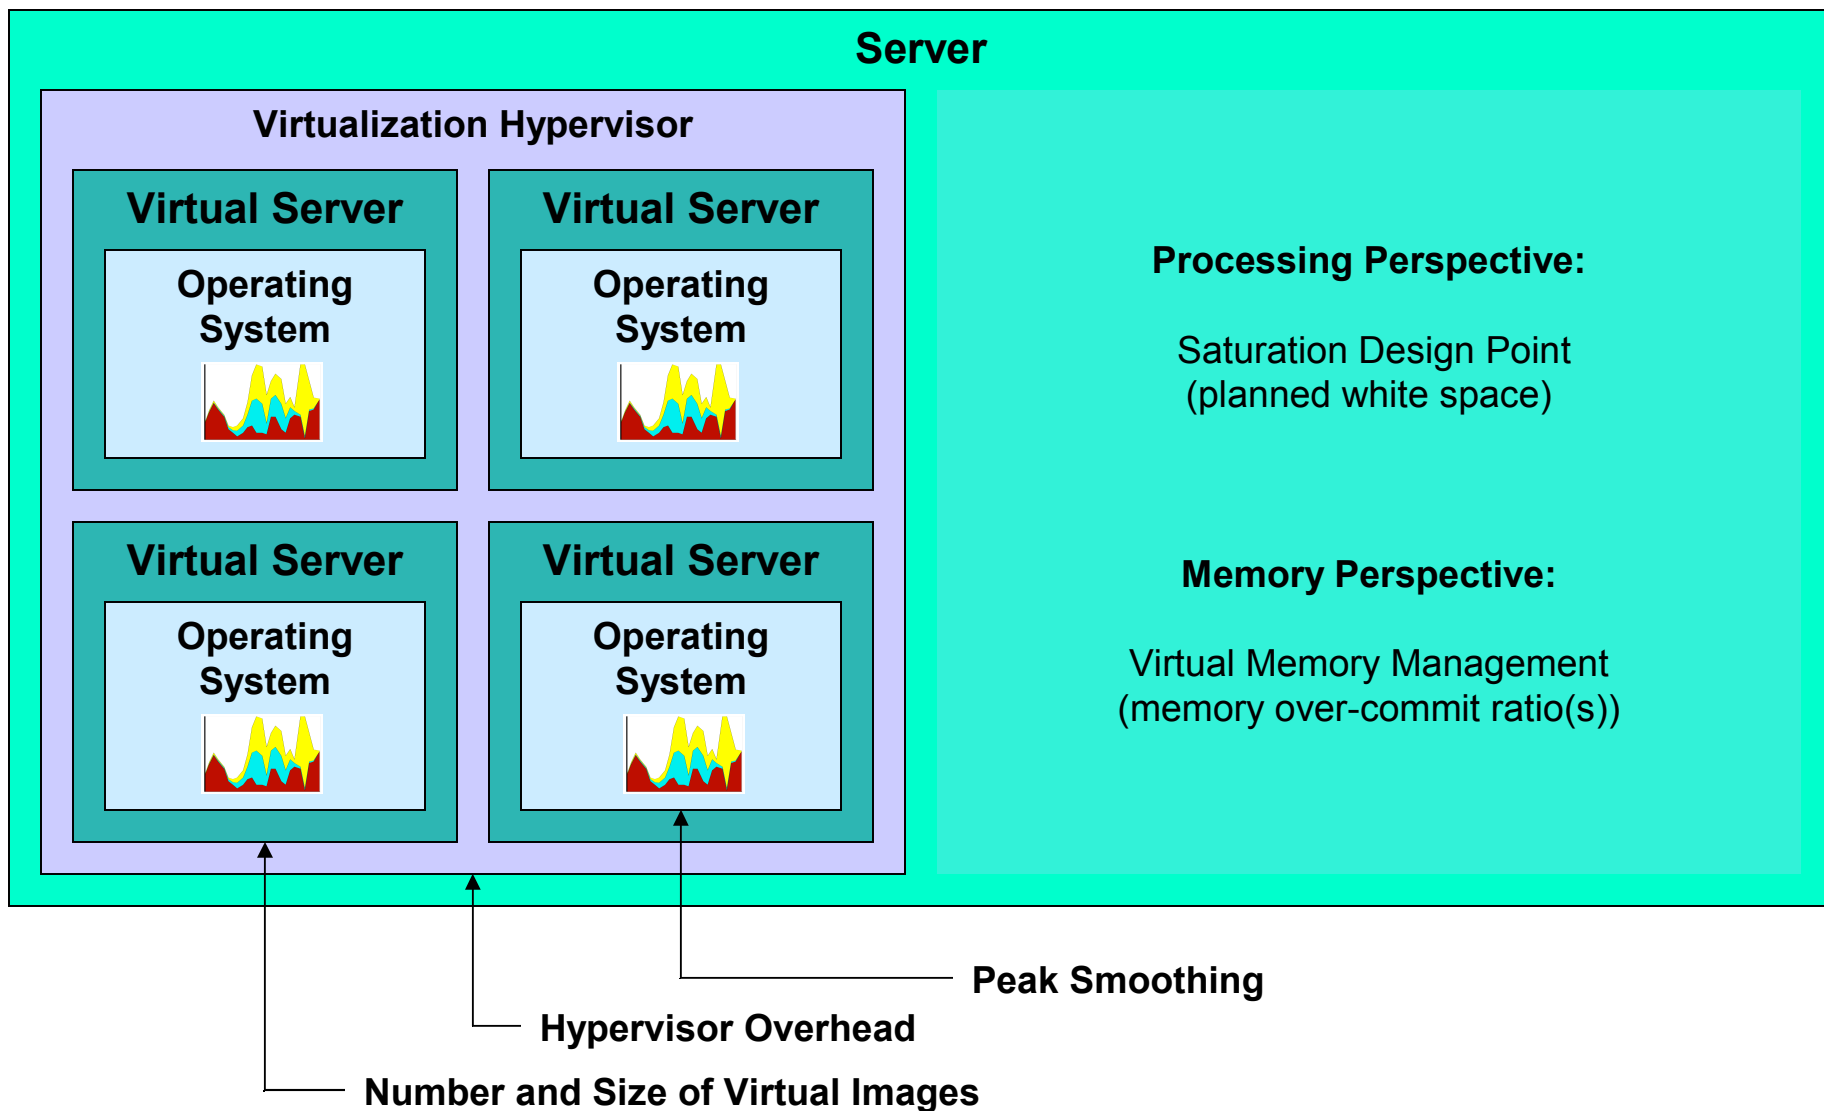 Server
Virtualization Hypervisor
Virtual Server
Operating
System
Virtual Server
Operating
System
Virtual Server
Operating
System
Virtual Server
Operating
System
Processing Perspective:
Saturation Design Point
(planned white space)
Memory Perspective:
Virtual Memory Management
(memory over-commit ratio(s))
Peak Smoothing
Hypervisor Overhead
Number and Size of Virtual Images